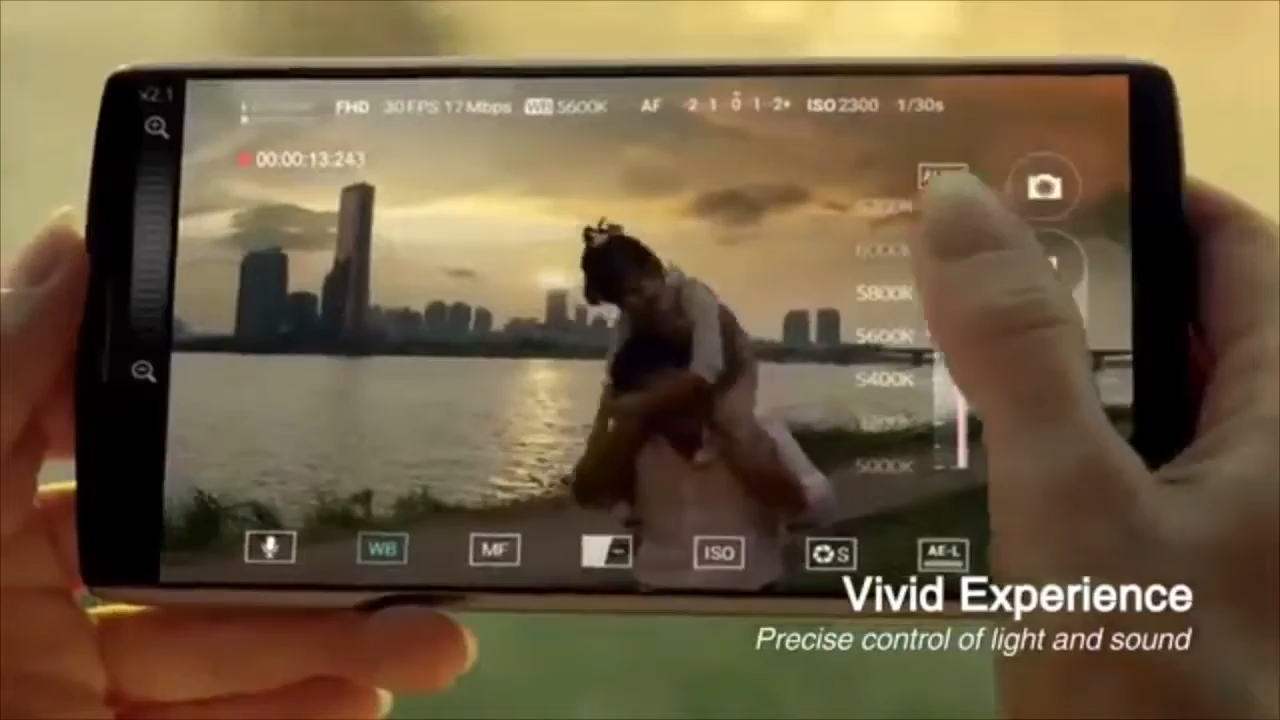 x2.1
FHD 30 FPS 17 Mbps WB 5600K AF -2 -1 0 1 2+ ISO 2300 1/30s
00:00:13:243
5800K
5600K
5400K
5000K
WB MF ISO S AE-L
Vivid Experience
Precise control of light and sound